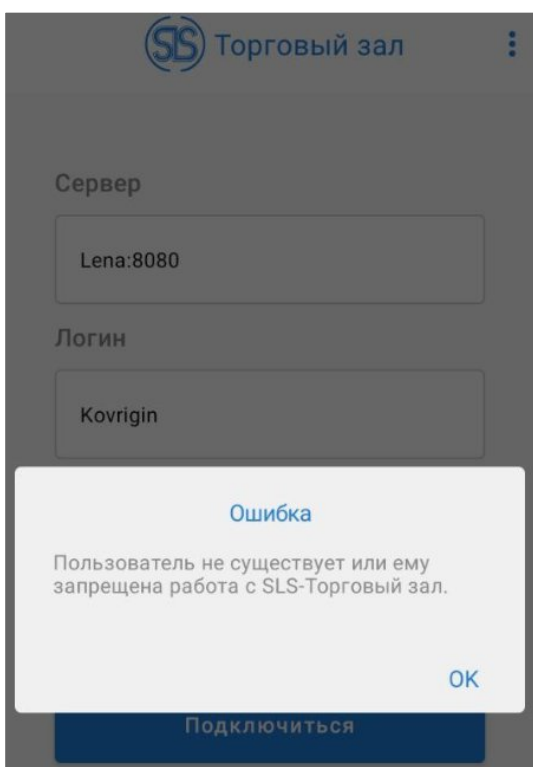 SLS Торговый зал
Сервер
Lena:8080
Логин
Kovrigin
Ошибка
Пользователь не существует или ему
запрещена работа с SLS-Торговый зал.
OK
Подключиться